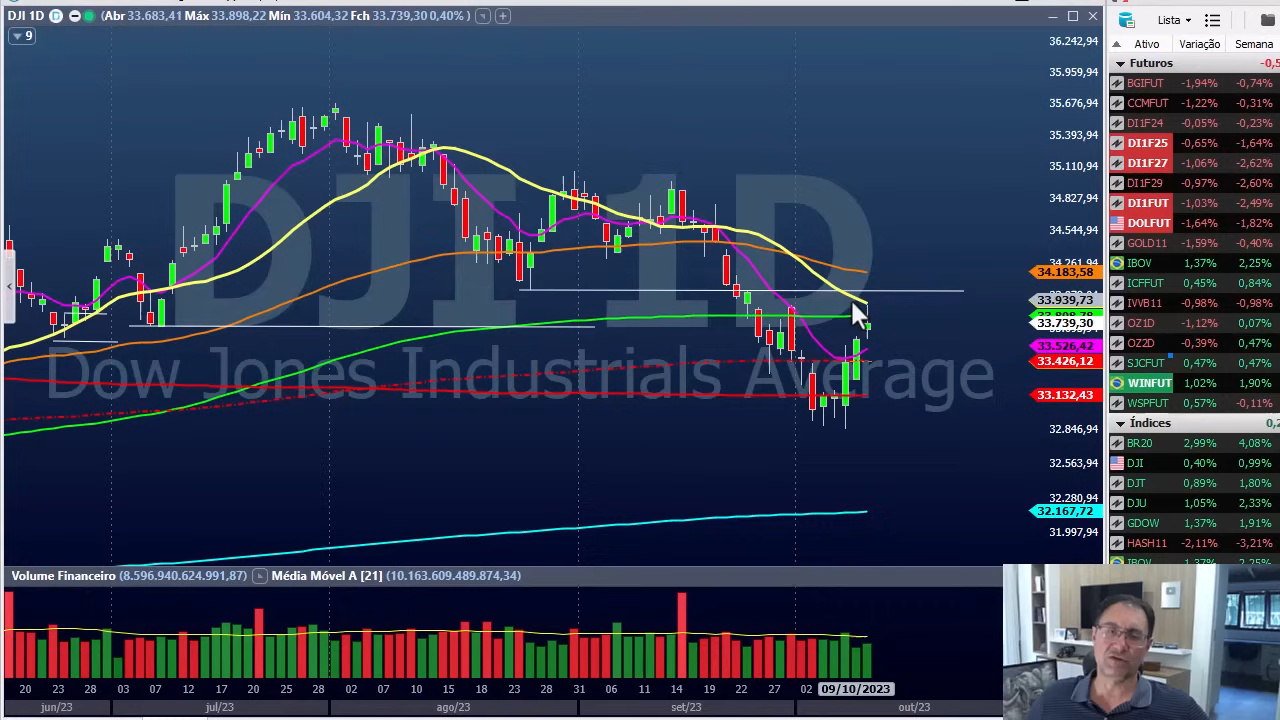 DJI 1D (Abr 33.683,41 Máx 33.898,22 Mín 33.604,32 Fch 33.739,30 0,40%)
9
36.242,94
35.959,94
35.676,94
35.393,94
35.110,94
34.827,94
34.544,94
34.261,94
34.183,58
33.939,73
33.739,30
33.526,42
33.426,12
33.132,43
32.846,94
32.563,94
32.280,94
32.167,72
31.997,94
DJI 1D
Dow Jones Industrials Average
Volume Financeiro (8.596.940.624.991,87) Média Móvel A [21] (10.163.609.489.874,34)
20 23 28 03 07 12 20 25 28 02 07 10 15 18 23 28 31 06 11 14 19 22 27 02 09/10/2023
jun/23 jul/23 ago/23 set/23 out/23
Lista
Ativo Variação Semana
Futuros
BGIFUT -1,94% -0,74%
CCMFUT -1,22% -0,31%
DI1F24 -0,05% -0,23%
DI1F25 -0,65% -1,64%
DI1F27 -1,06% -2,62%
DI1F29 -0,97% -2,60%
DI1FUT -1,03% -2,49%
DOLFUT -1,64% -1,82%
GOLD11 -1,59% -0,40%
IBOV 1,37% 2,25%
ICFFUT 0,45% 0,84%
IVVB11 -0,98% -0,98%
OZ1D -1,12% 0,07%
OZ2D -0,39% 0,47%
SJCFUT 0,47% 0,47%
WINFUT 1,02% 1,90%
WSPFUT 0,57% -0,11%
Índices
BR20 2,99% 4,08%
DJI 0,40% 0,99%
DJT 0,89% 1,80%
DJU 1,05% 2,33%
GDOW 1,37% 1,91%
HASH11 -2,11% -3,21%
IBOV 1,37% 2,25%